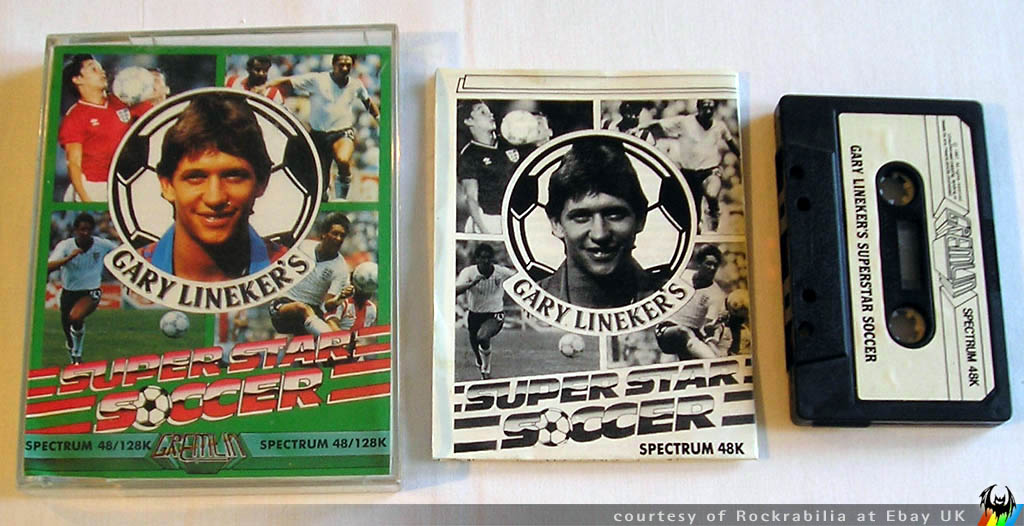 GARY LINEKER'S
SUPER STAR
SOCCER
SPECTRUM 48/128K
GREMLIN
SPECTRUM 48/128K
GARY LINEKER'S
SUPER STAR
SOCCER
SPECTRUM 48K
GREMLIN
SPECTRUM 48K
GARY LINEKER'S SUPERSTAR SOCCER
courtesy of Rockrabilia at Ebay UK